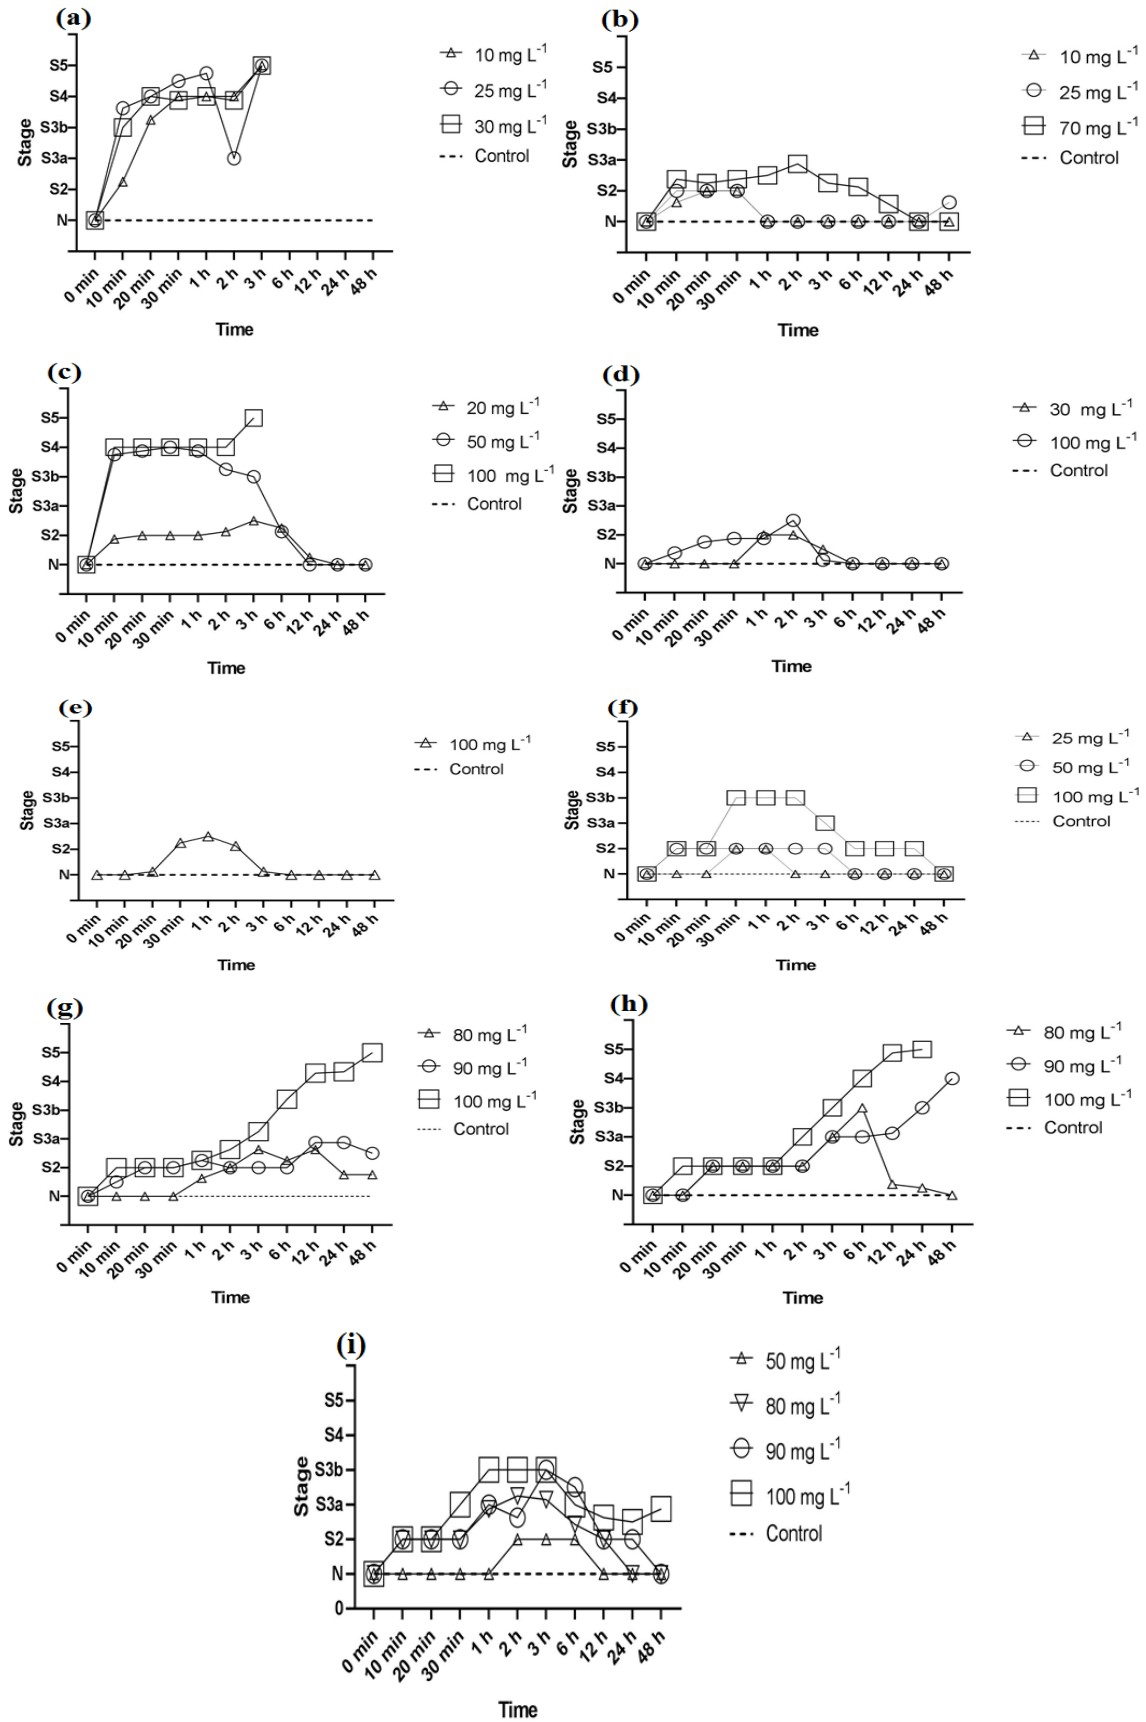 (a)
Stage
S5
S4
S3b
S3a
S2
N
0 min
10 min
20 min
30 min
1 h
2 h
3 h
6 h
12 h
24 h
48 h
Time
10 mg L-1
25 mg L-1
30 mg L-1
Control
(b)
Stage
S5
S4
S3b
S3a
S2
N
0 min
10 min
20 min
30 min
1 h
2 h
3 h
6 h
12 h
24 h
48 h
Time
10 mg L-1
25 mg L-1
70 mg L-1
Control
(c)
Stage
S5
S4
S3b
S3a
S2
N
0 min
10 min
20 min
30 min
1 h
2 h
3 h
6 h
12 h
24 h
48 h
Time
20 mg L-1
50 mg L-1
100 mg L-1
Control
(d)
Stage
S5
S4
S3b
S3a
S2
N
0 min
10 min
20 min
30 min
1 h
2 h
3 h
6 h
12 h
24 h
48 h
Time
30 mg L-1
100 mg L-1
Control
(e)
Stage
S5
S4
S3b
S3a
S2
N
0 min
10 min
20 min
30 min
1 h
2 h
3 h
6 h
12 h
24 h
48 h
Time
100 mg L-1
Control
(f)
Stage
S5
S4
S3b
S3a
S2
N
0 min
10 min
20 min
30 min
1 h
2 h
3 h
6 h
12 h
24 h
48 h
Time
25 mg L-1
50 mg L-1
100 mg L-1
Control
(g)
Stage
S5
S4
S3b
S3a
S2
N
0 min
10 min
20 min
30 min
1 h
2 h
3 h
6 h
12 h
24 h
48 h
Time
80 mg L-1
90 mg L-1
100 mg L-1
Control
(h)
Stage
S5
S4
S3b
S3a
S2
N
0 min
10 min
20 min
30 min
1 h
2 h
3 h
6 h
12 h
24 h
48 h
Time
80 mg L-1
90 mg L-1
100 mg L-1
Control
(i)
Stage
S5
S4
S3b
S3a
S2
N
0
0 min
10 min
20 min
30 min
1 h
2 h
3 h
6 h
12 h
24 h
48 h
Time
50 mg L-1
80 mg L-1
90 mg L-1
100 mg L-1
Control